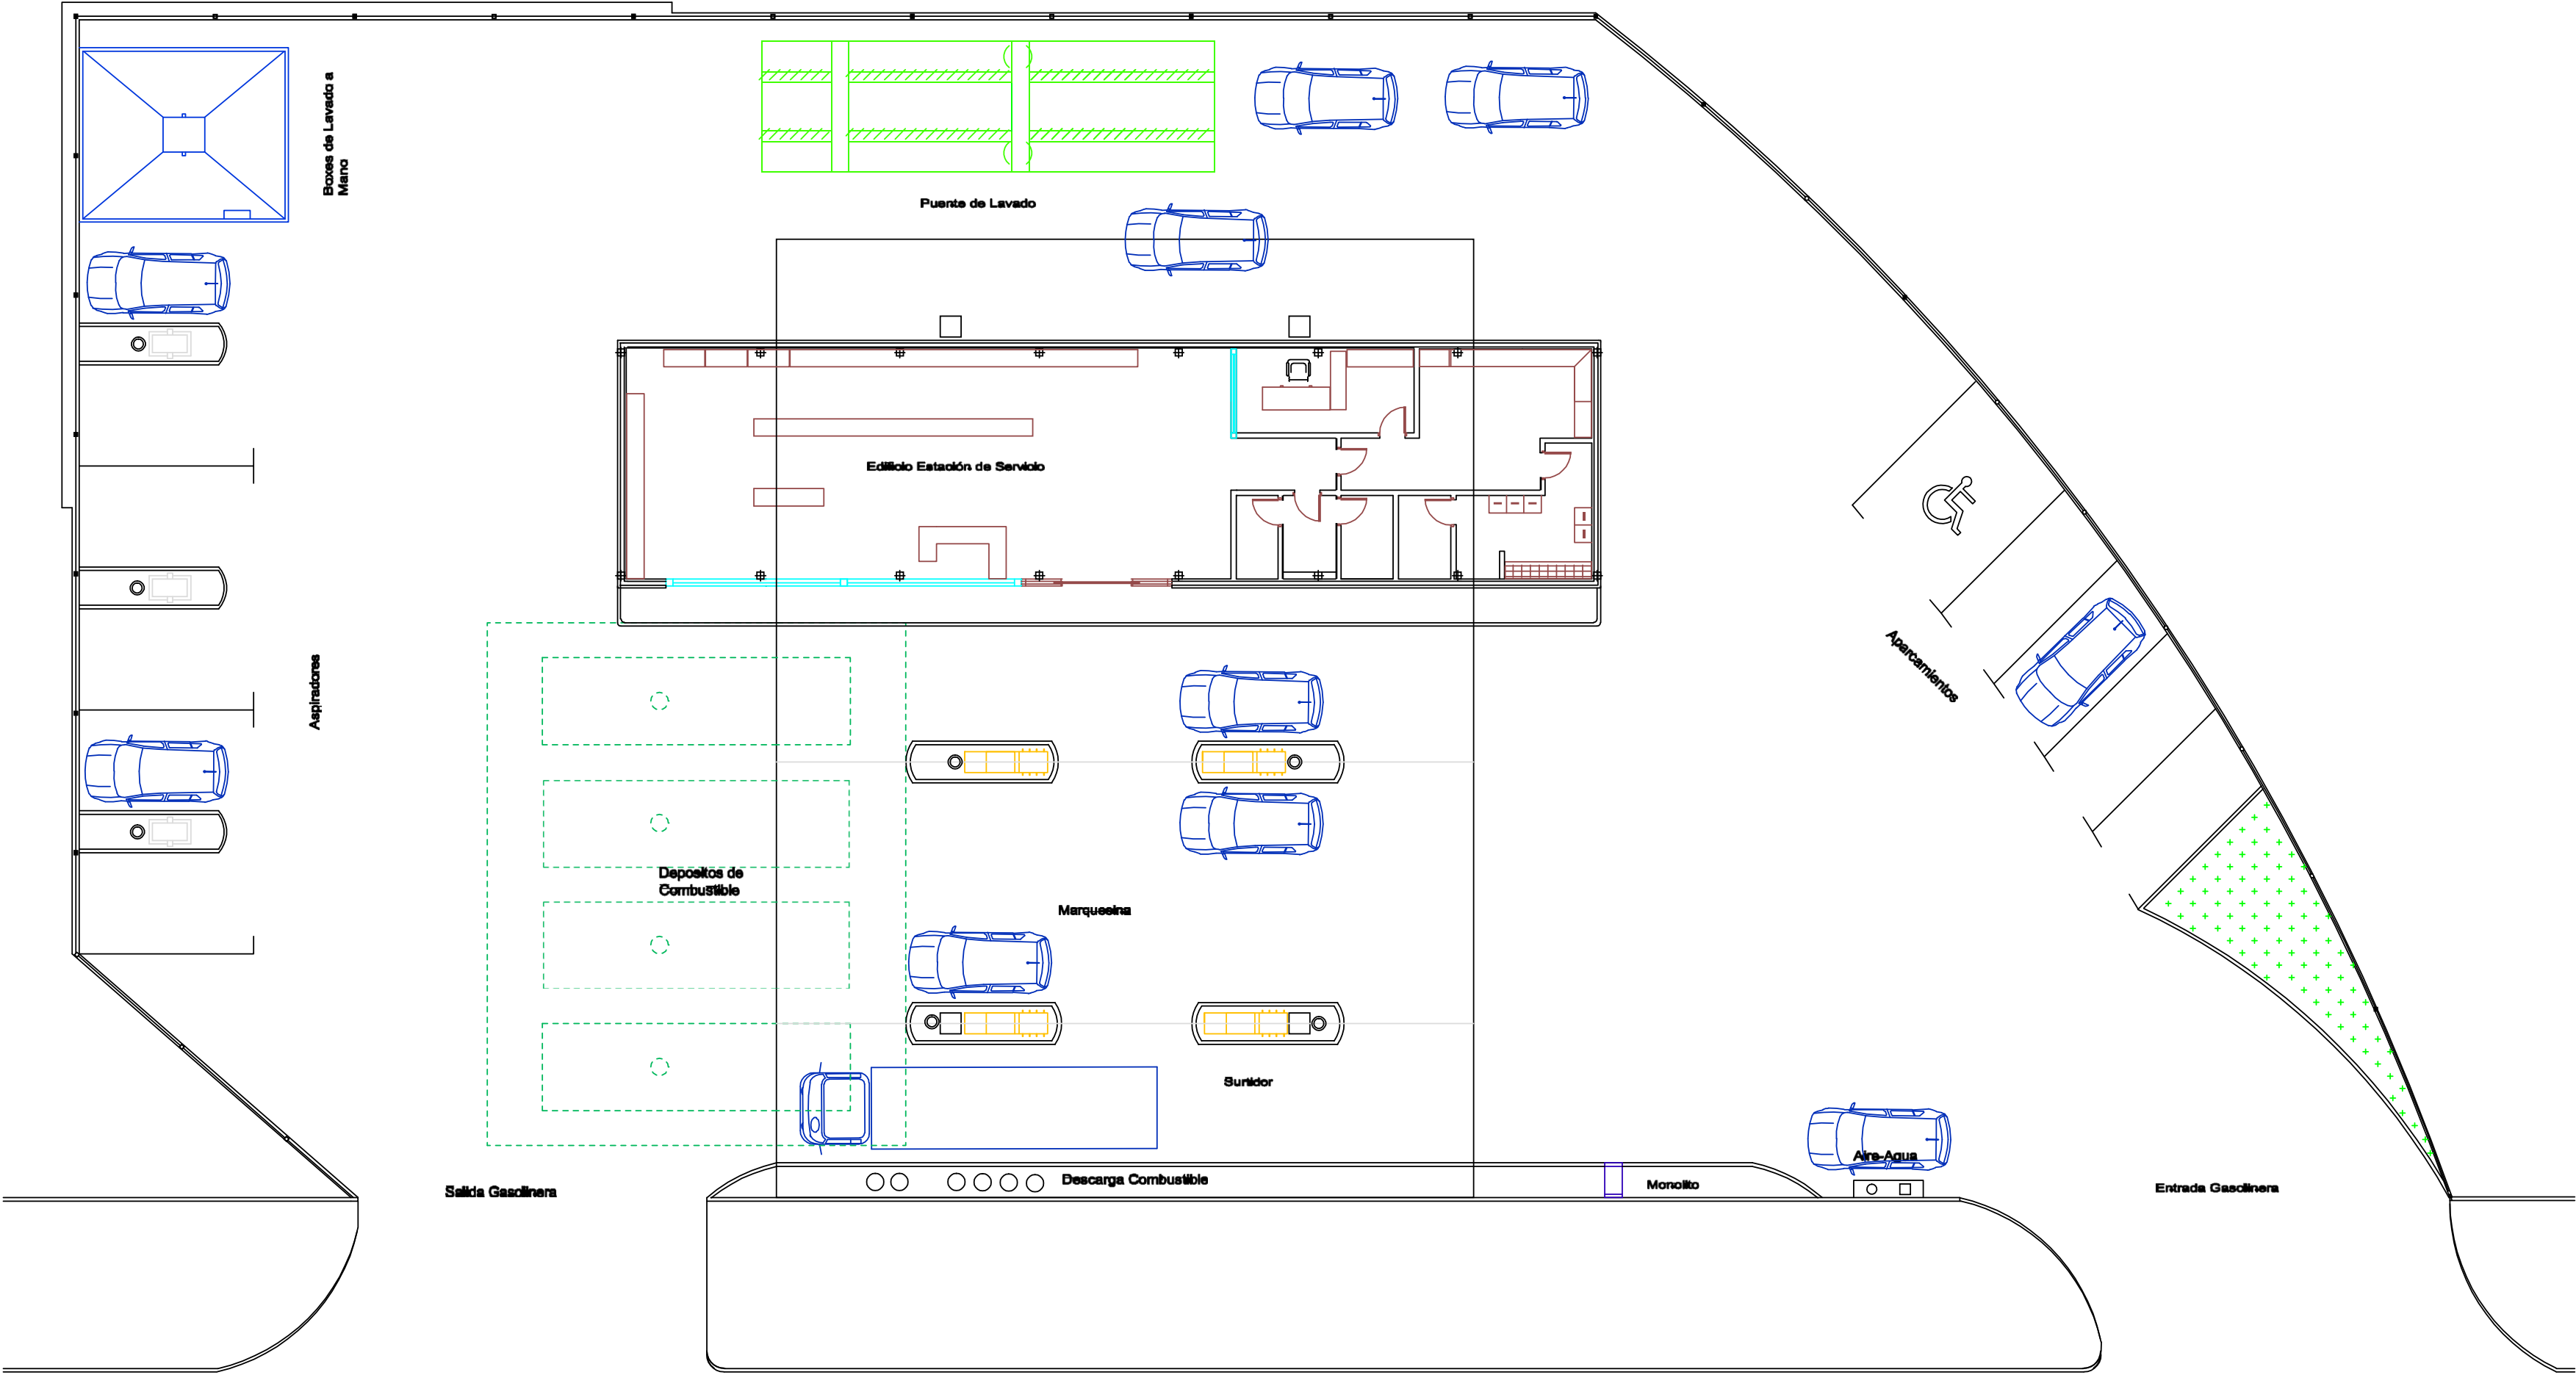 Boxes de Lavado a
Mano
Puente de Lavado
Edificio Estación de Servicio
Aspiradores
Aparcamientos
Depositos de
Combustible
Marquesina
Surtidor
Aire-Agua
Descarga Combustible
Monolito
Salida Gasolinera
Entrada Gasolinera